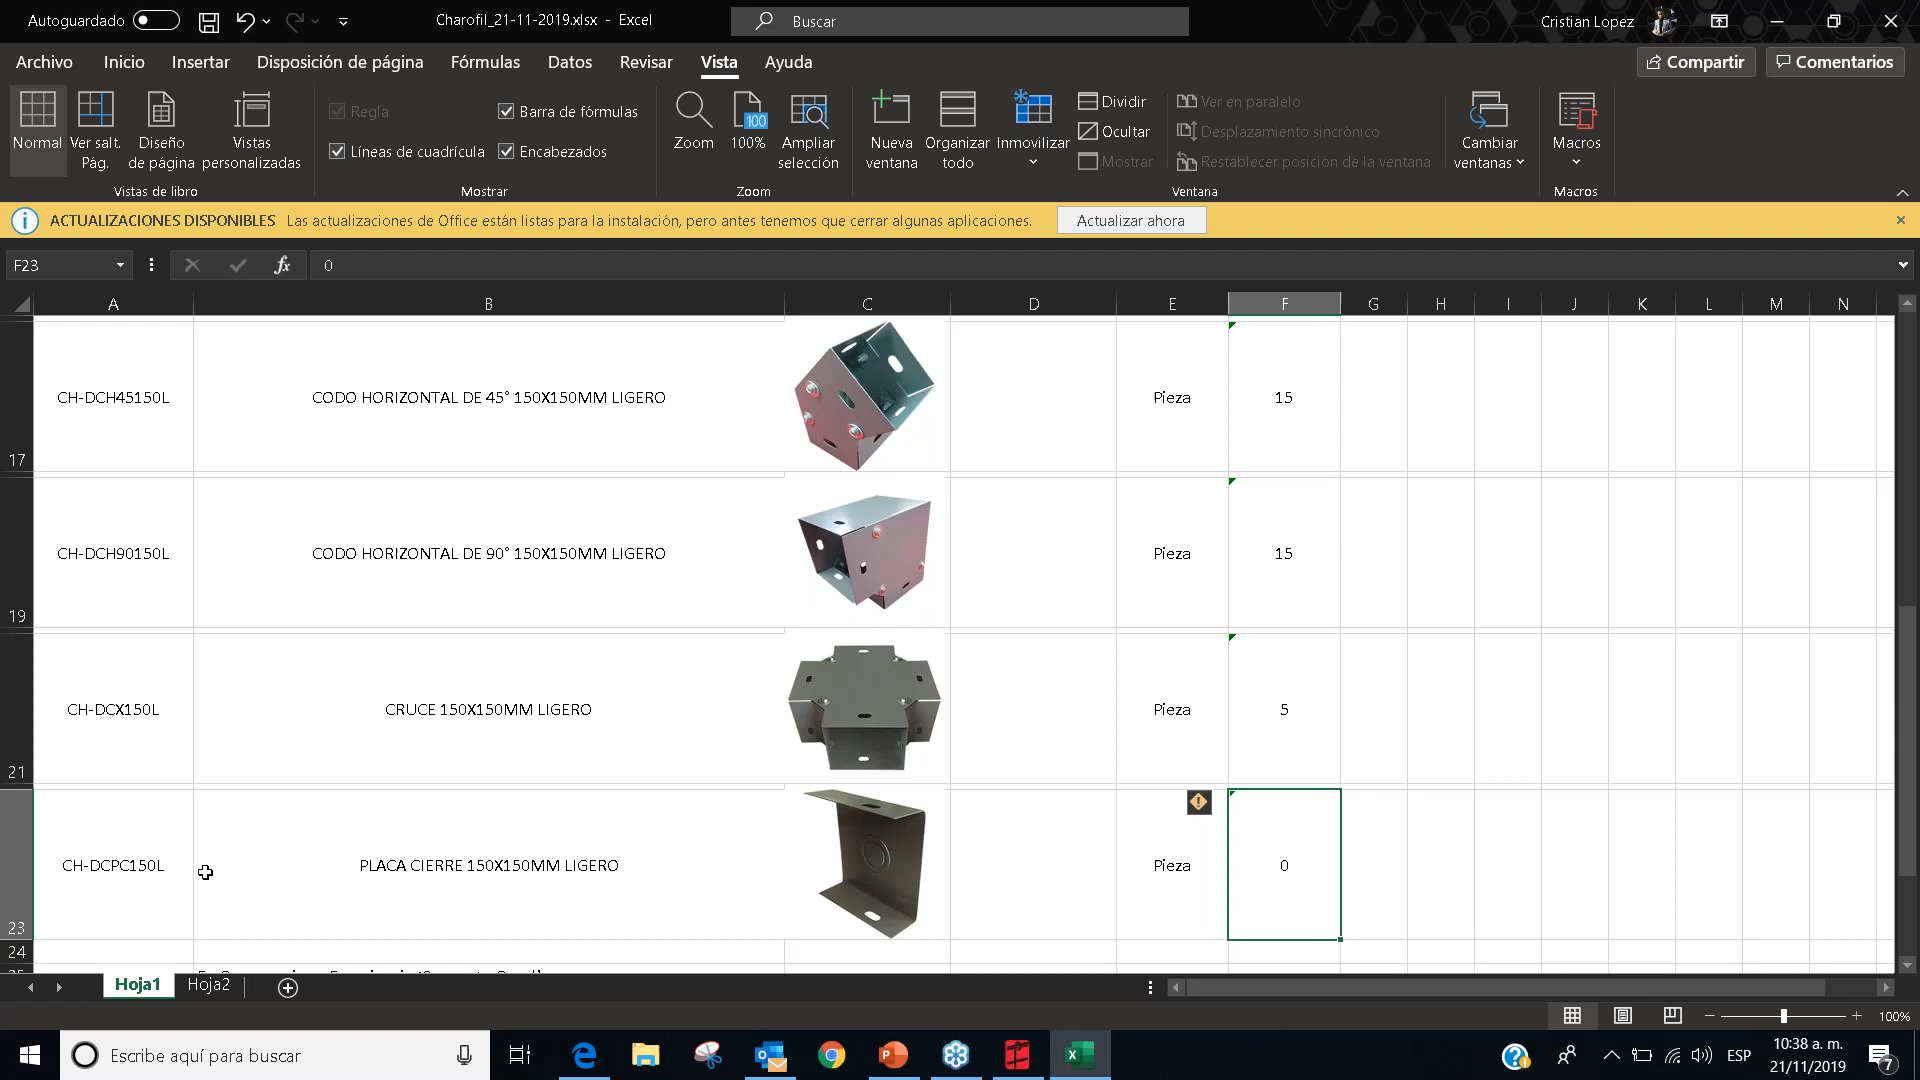 Autoguardado
Charofil_21-11-2019.xlsx - Excel
Buscar
Cristian Lopez
Archivo Inicio Insertar Disposición de página Fórmulas Datos Revisar Vista Ayuda
Compartir Comentarios
Normal
Ver salt. Pág.
Diseño de página
Vistas personalizadas
Vistas de libro
Regla
Barra de fórmulas
Líneas de cuadrícula
Encabezados
Mostrar
Zoom
100
100%
Ampliar selección
Zoom
Nueva ventana
Organizar todo
Inmovilizar
Dividir
Ocultar
Mostrar
Ver en paralelo
Desplazamiento sincrónico
Restablecer posición de la ventana
Cambiar ventanas
Ventana
Macros
Macros
ACTUALIZACIONES DISPONIBLES Las actualizaciones de Office están listas para la instalación, pero antes tenemos que cerrar algunas aplicaciones. Actualizar ahora
F23 fx 0
A B C D E F G H I J K L M N
CH-DCH45150L CODO HORIZONTAL DE 45° 150X150MM LIGERO Pieza 15
17
CH-DCH90150L CODO HORIZONTAL DE 90° 150X150MM LIGERO Pieza 15
19
CH-DCX150L CRUCE 150X150MM LIGERO Pieza 5
21
CH-DCPC150L PLACA CIERRE 150X150MM LIGERO Pieza 0
23
24
Hoja1 Hoja2
100%
Escribe aquí para buscar
ESP
10:38 a. m.
21/11/2019
7